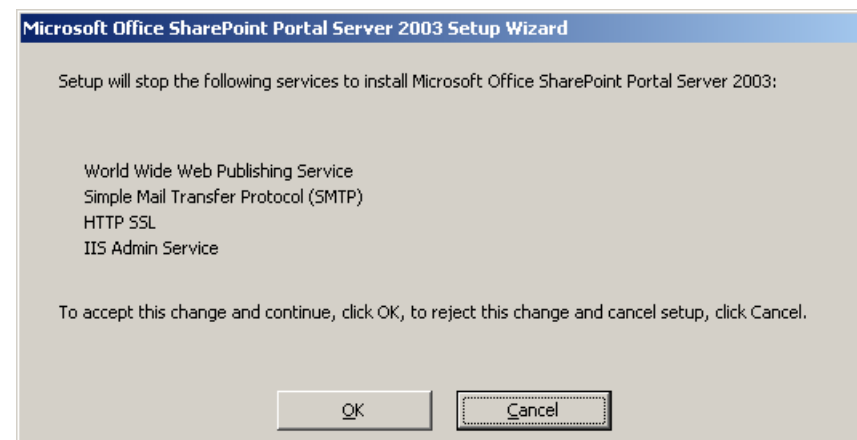 Microsoft Office SharePoint Portal Server 2003 Setup Wizard
Setup will stop the following services to install Microsoft Office SharePoint Portal Server 2003:
World Wide Web Publishing Service
Simple Mail Transfer Protocol (SMTP)
HTTP SSL
IIS Admin Service
To accept this change and continue, click OK, to reject this change and cancel setup, click Cancel.
OK
Cancel